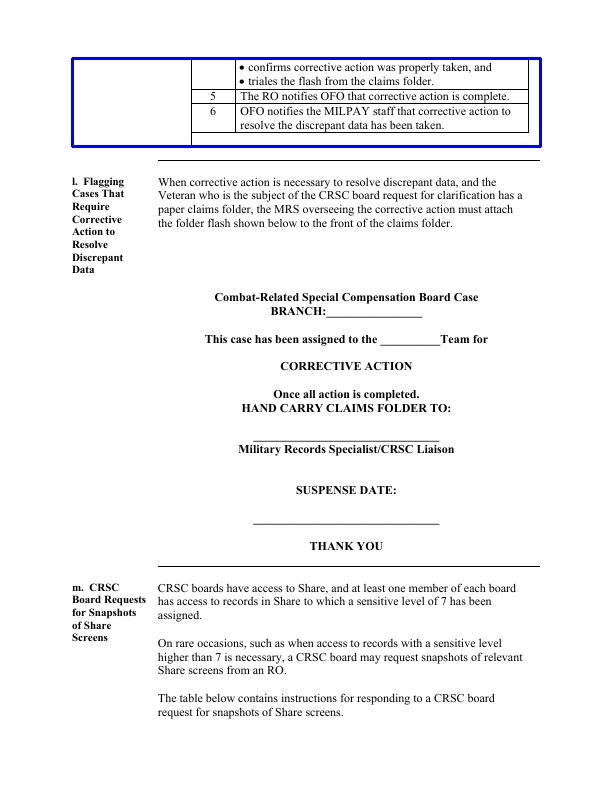 • confirms corrective action was properly taken, and
• triales the flash from the claims folder.
5 The RO notifies OFO that corrective action is complete.
6 OFO notifies the MILPAY staff that corrective action to
resolve the discrepant data has been taken.
l. Flagging
Cases That
Require
Corrective
Action to
Resolve
Discrepant
Data
When corrective action is necessary to resolve discrepant data, and the
Veteran who is the subject of the CRSC board request for clarification has a
paper claims folder, the MRS overseeing the corrective action must attach
the folder flash shown below to the front of the claims folder.
Combat-Related Special Compensation Board Case
BRANCH:________________
This case has been assigned to the __________Team for
CORRECTIVE ACTION
Once all action is completed.
HAND CARRY CLAIMS FOLDER TO:
_______________________________
Military Records Specialist/CRSC Liaison
SUSPENSE DATE:
_______________________________
THANK YOU
m. CRSC
Board Requests
for Snapshots
of Share
Screens
CRSC boards have access to Share, and at least one member of each board
has access to records in Share to which a sensitive level of 7 has been
assigned.
On rare occasions, such as when access to records with a sensitive level
higher than 7 is necessary, a CRSC board may request snapshots of relevant
Share screens from an RO.
The table below contains instructions for responding to a CRSC board
request for snapshots of Share screens.